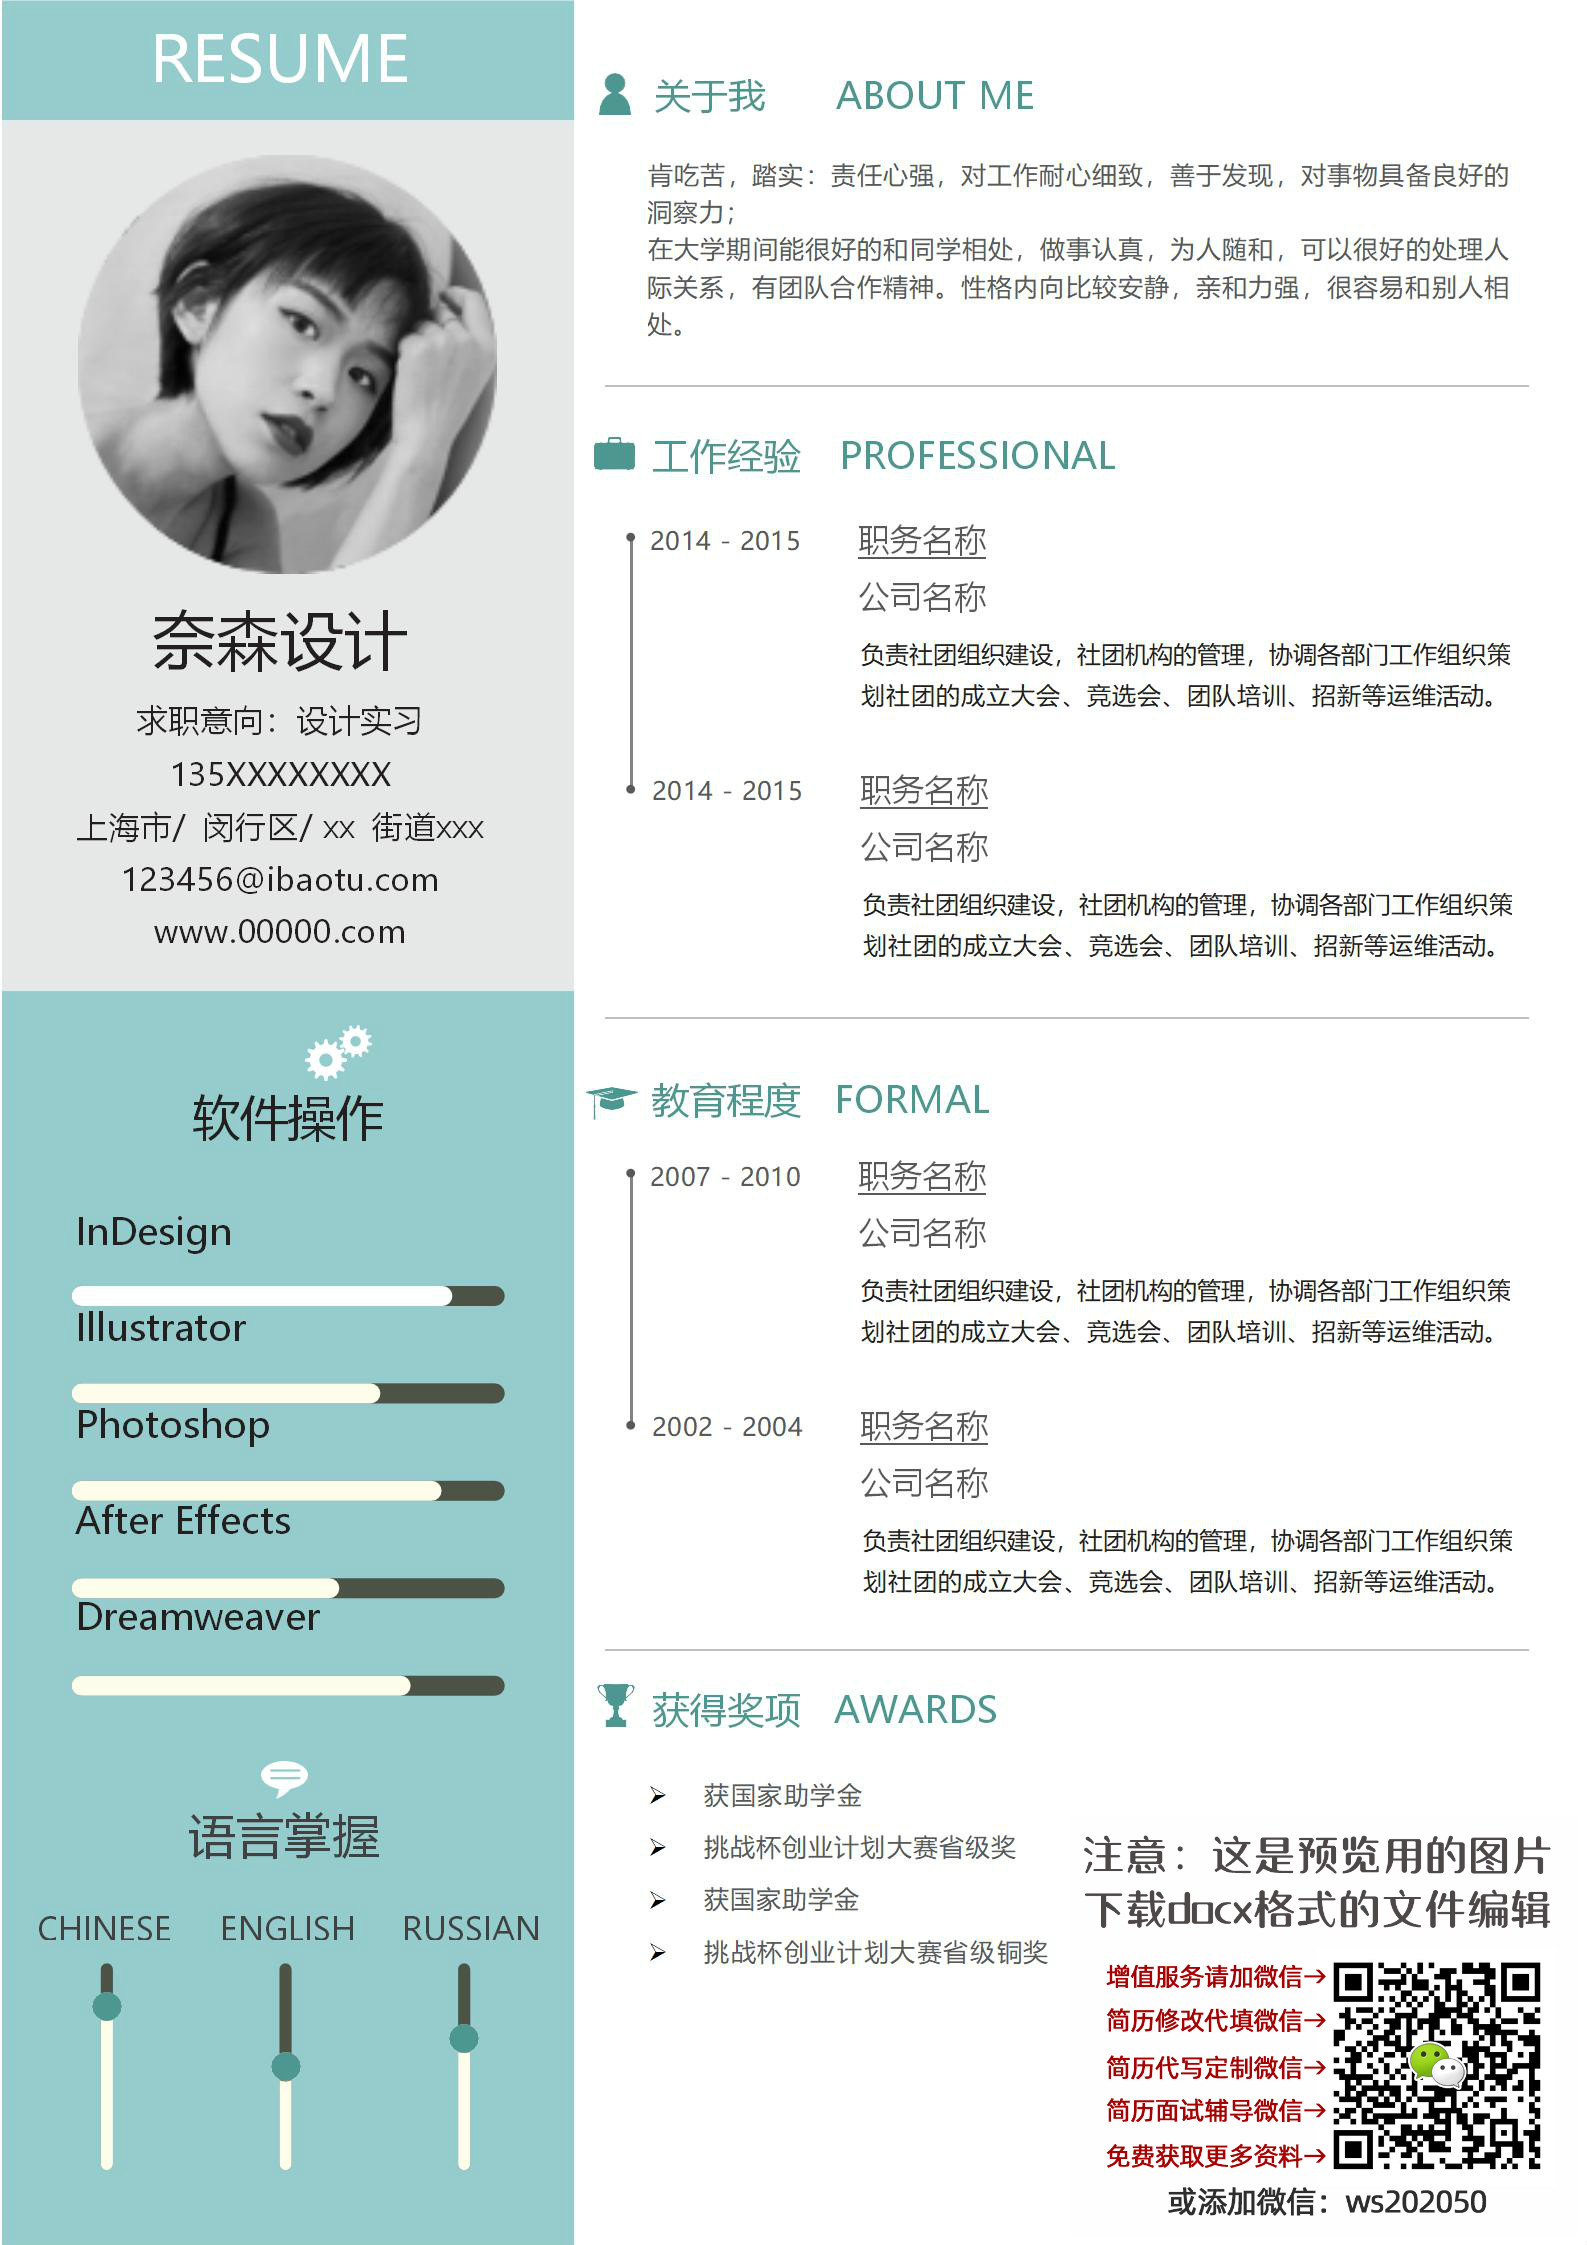 RESUME
奈森设计
求职意向：设计实习
135XXXXXXXX
上海市/ 闵行区/ xx 街道xxx
123456@ibaotu.com
www.00000.com
软件操作
InDesign
Illustrator
Photoshop
After Effects
Dreamweaver
语言掌握
CHINESE ENGLISH RUSSIAN
关于我 ABOUT ME
肯吃苦，踏实：责任心强，对工作耐心细致，善于发现，对事物具备良好的
洞察力；
在大学期间能很好的和同学相处，做事认真，为人随和，可以很好的处理人
际关系，有团队合作精神。性格内向比较安静，亲和力强，很容易和别人相
处。
工作经验 PROFESSIONAL
2014 - 2015 职务名称
公司名称
负责社团组织建设，社团机构的管理，协调各部门工作组织策
划社团的成立大会、竞选会、团队培训、招新等运维活动。
2014 - 2015 职务名称
公司名称
负责社团组织建设，社团机构的管理，协调各部门工作组织策
划社团的成立大会、竞选会、团队培训、招新等运维活动。
教育程度 FORMAL
2007 - 2010 职务名称
公司名称
负责社团组织建设，社团机构的管理，协调各部门工作组织策
划社团的成立大会、竞选会、团队培训、招新等运维活动。
2002 - 2004 职务名称
公司名称
负责社团组织建设，社团机构的管理，协调各部门工作组织策
划社团的成立大会、竞选会、团队培训、招新等运维活动。
获得奖项 AWARDS
➢ 获国家助学金
➢ 挑战杯创业计划大赛省级奖
➢ 获国家助学金
➢ 挑战杯创业计划大赛省级铜奖
注意：这是预览用的图片
下载docx格式的文件编辑
增值服务请加微信→
简历修改代填微信→
简历代写定制微信→
简历面试辅导微信→
免费获取更多资料→
或添加微信：ws202050